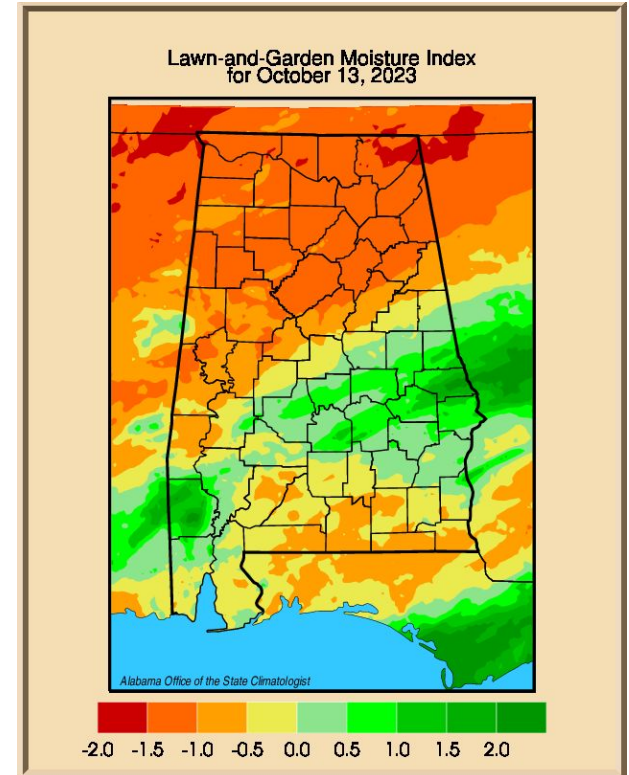 Lawn-and-Garden Moisture Index
for October 13, 2023
Alabama Office of the State Climatologist
-2.0 -1.5 -1.0 -0.5 0.0 0.5 1.0 1.5 2.0